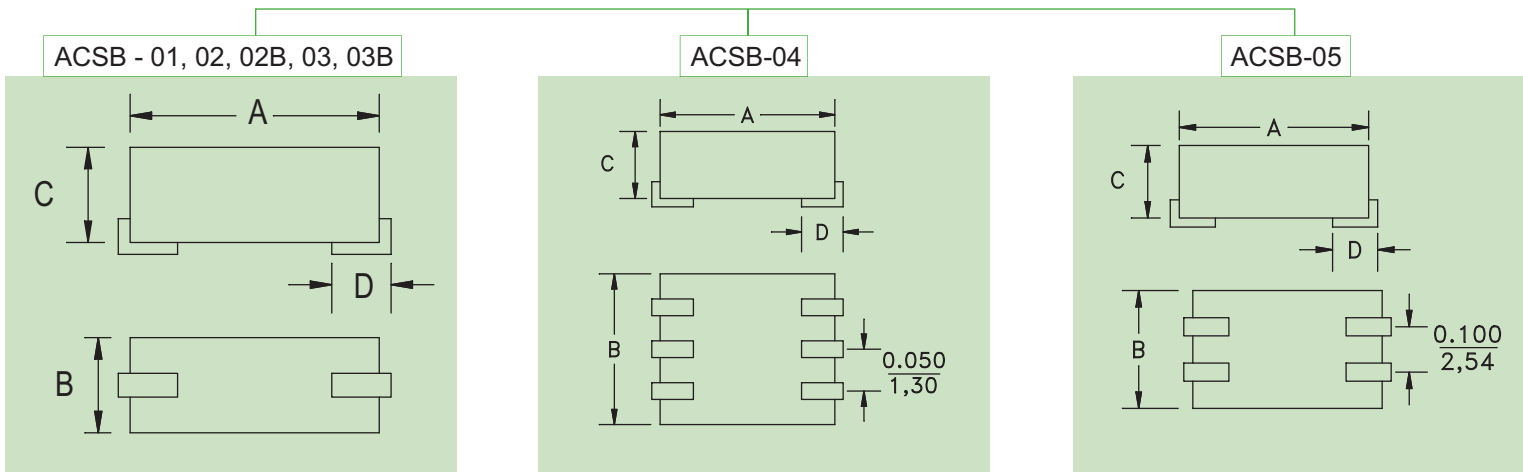 ACSB - 01, 02, 02B, 03, 03B
A
C
D
B
ACSB-04
A
C
D
B
0.050
1,30
ACSB-05
A
C
D
B
0.100
2,54